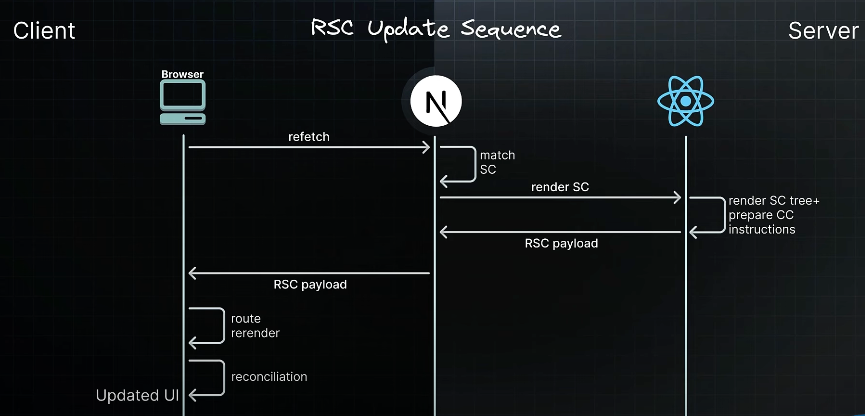 Client
RSC Update Sequence
Server
Browser
N
refetch
match
SC
render SC
render SC tree+
prepare CC
instructions
RSC payload
RSC payload
route
rerender
reconciliation
Updated UI